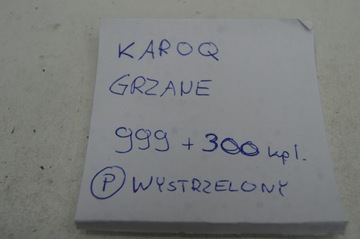 KAROQ
GRZANE
999 + 300 kpl.
P WYSTRZELONY